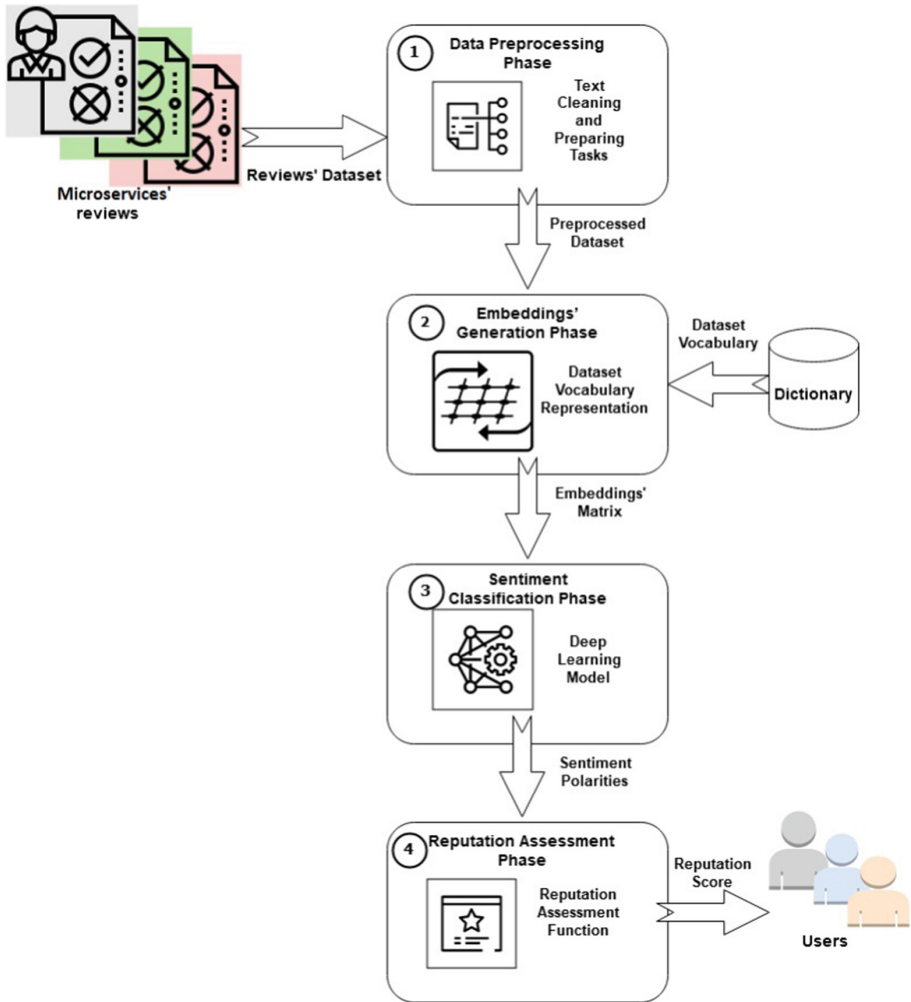 1
Data Preprocessing
Phase
Text
Cleaning
and
Preparing
Tasks
Reviews' Dataset
Microservices'
reviews
Preprocessed
Dataset
2
Embeddings'
Generation Phase
Dataset
Vocabulary
Representation
Dataset
Vocabulary
Dictionary
Embeddings'
Matrix
3
Sentiment
Classification Phase
Deep
Learning
Model
Sentiment
Polarities
4
Reputation Assessment
Phase
Reputation
Assessment
Function
Reputation
Score
Users